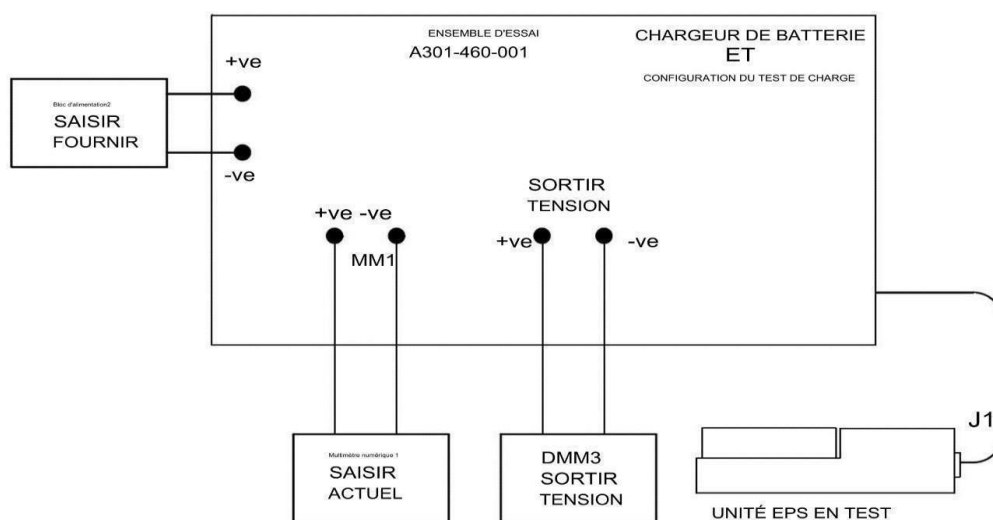 ENSEMBLE D'ESSAI
A301-460-001
CHARGEUR DE BATTERIE
ET
CONFIGURATION DU TEST DE CHARGE
+ve
Bloc d'alimentation2
SAISIR
FOURNIR
-ve
SORTIR
TENSION
+ve -ve
MM1
+ve
-ve
Multimètre numérique 1
SAISIR
ACTUEL
DMM3
SORTIR
TENSION
J1
UNITÉ EPS EN TEST